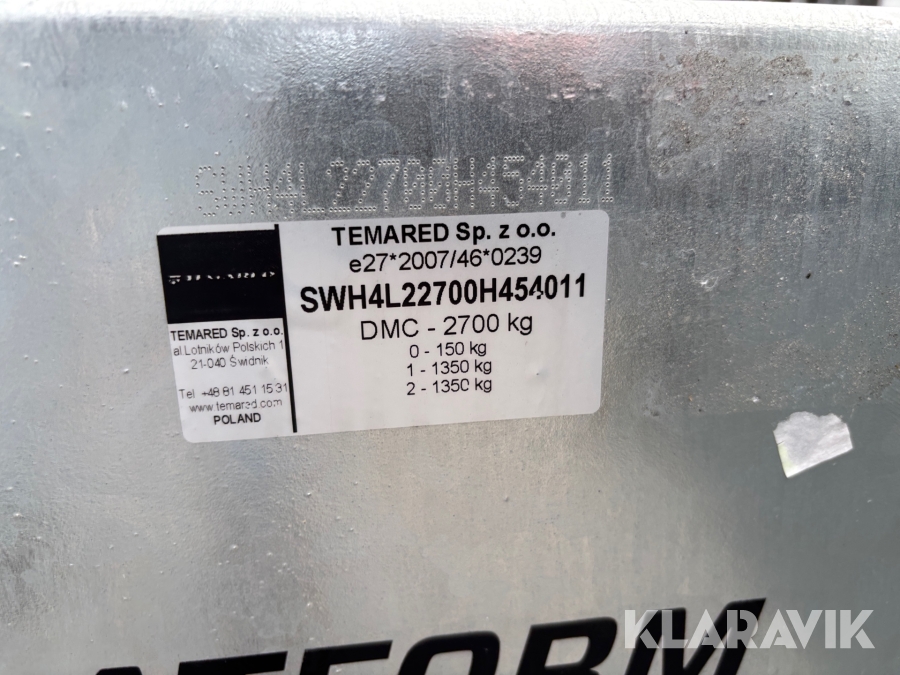 SWH4L22700H454011
TEMARED Sp. z o.o.
e27*2007/46*0239
SWH4L22700H454011
DMC - 2700 kg
0 - 150 kg
1 - 1350 kg
2 - 1350 kg
TEMARED Sp. z o.o.
al.Lotników Polskich 1
21-040 Świdnik
Tel. +48 81 451 15 31
www.temared.com
POLAND
KLARAVIK